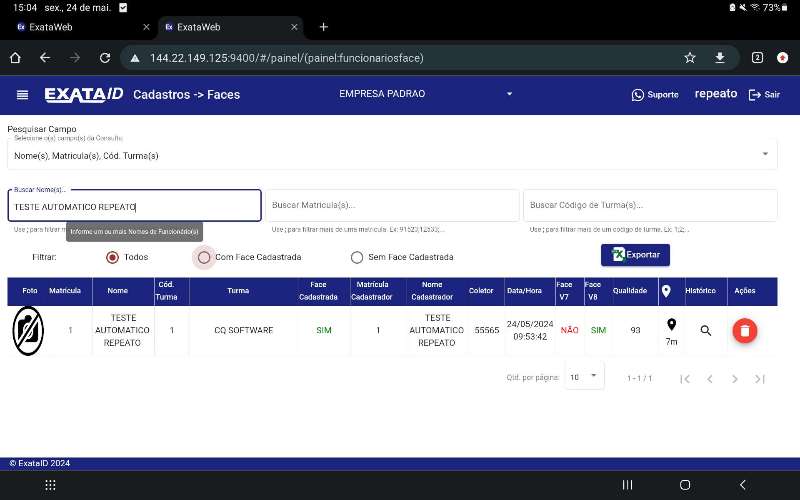 15:04 sex., 24 de mai. 73%
ExataWeb ExataWeb
144.22.149.125:9400/#/painel/(painel:funcionariosface) 2
EXATAID Cadastros -> Faces EMPRESA PADRAO Suporte repeato Sair
Pesquisar Campo
Selecione o(s) campo(s) da Consulta
Nome(s), Matricula(s), Cód. Turma(s)
Buscar Nome(s)...
TESTE AUTOMATICO REPEATO Buscar Matricula(s)... Buscar Código de Turma(s)...
Use ; para filtrar m Use ; para filtrar mais de uma matricula. Ex: 91523;12533;... Use ; para filtrar mais de um código de turma. Ex: 1;2;...
Informe um ou mais Nomes de Funcionário(s)
Filtrar: Todos Com Face Cadastrada Sem Face Cadastrada Exportar
Foto Matrícula Nome Cód. Turma Turma Face Cadastrada Matrícula Cadastrador Nome Cadastrador Coletor Data/Hora Face V7 Face V8 Qualidade Histórico Ações
1 TESTE AUTOMATICO REPEATO 1 CQ SOFTWARE SIM 1 TESTE AUTOMATICO REPEATO 55565 24/05/2024 09:53:42 NÃO SIM 93 7m
Qtd. por página: 10 1 - 1 / 1
© ExataID 2024